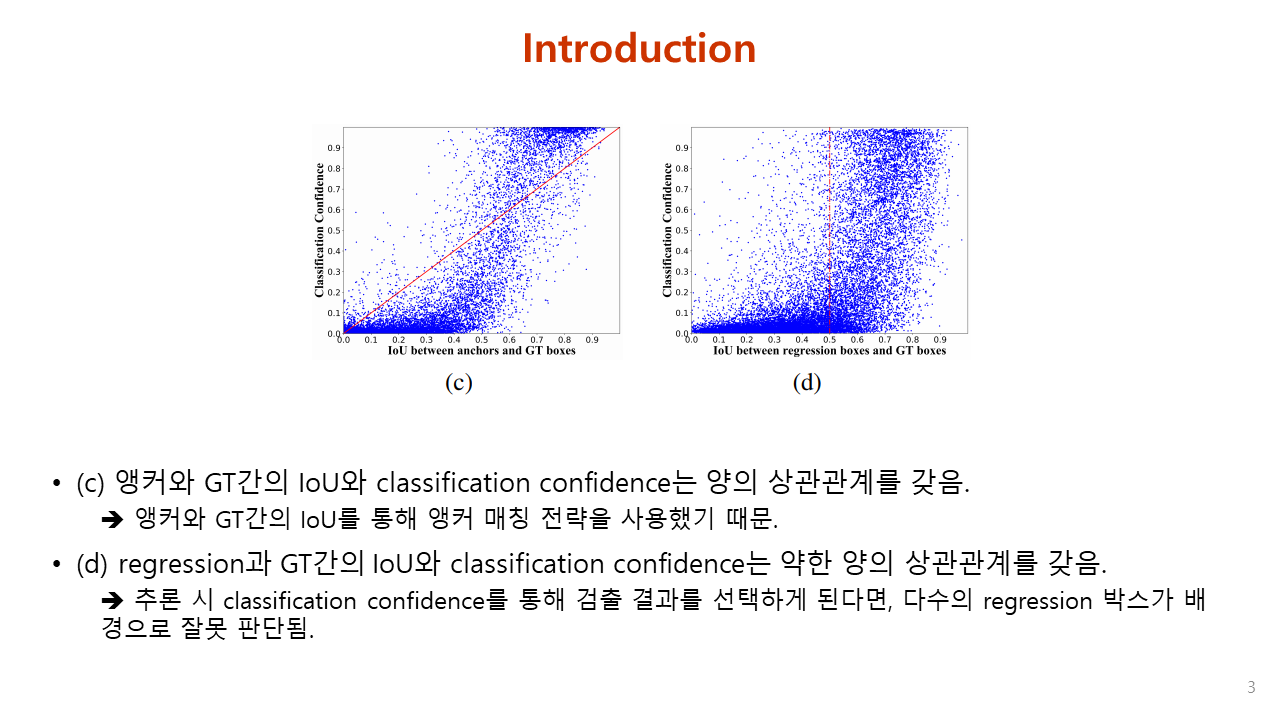 Introduction
Classification Confidence
0.9
0.8
0.7
0.6
0.5
0.4
0.3
0.2
0.1
0.0
0.0 0.1 0.2 0.3 0.4 0.5 0.6 0.7 0.8 0.9
IoU between anchors and GT boxes
(c)
Classification Confidence
0.9
0.8
0.7
0.6
0.5
0.4
0.3
0.2
0.1
0.0
0.0 0.1 0.2 0.3 0.4 0.5 0.6 0.7 0.8 0.9
IoU between regression boxes and GT boxes
(d)
• (c) 앵커와 GT간의 IoU와 classification confidence는 양의 상관관계를 갖음.
➔ 앵커와 GT간의 IoU를 통해 앵커 매칭 전략을 사용했기 때문.
• (d) regression과 GT간의 IoU와 classification confidence는 약한 양의 상관관계를 갖음.
➔ 추론 시 classification confidence를 통해 검출 결과를 선택하게 된다면, 다수의 regression 박스가 배
경으로 잘못 판단됨.
3